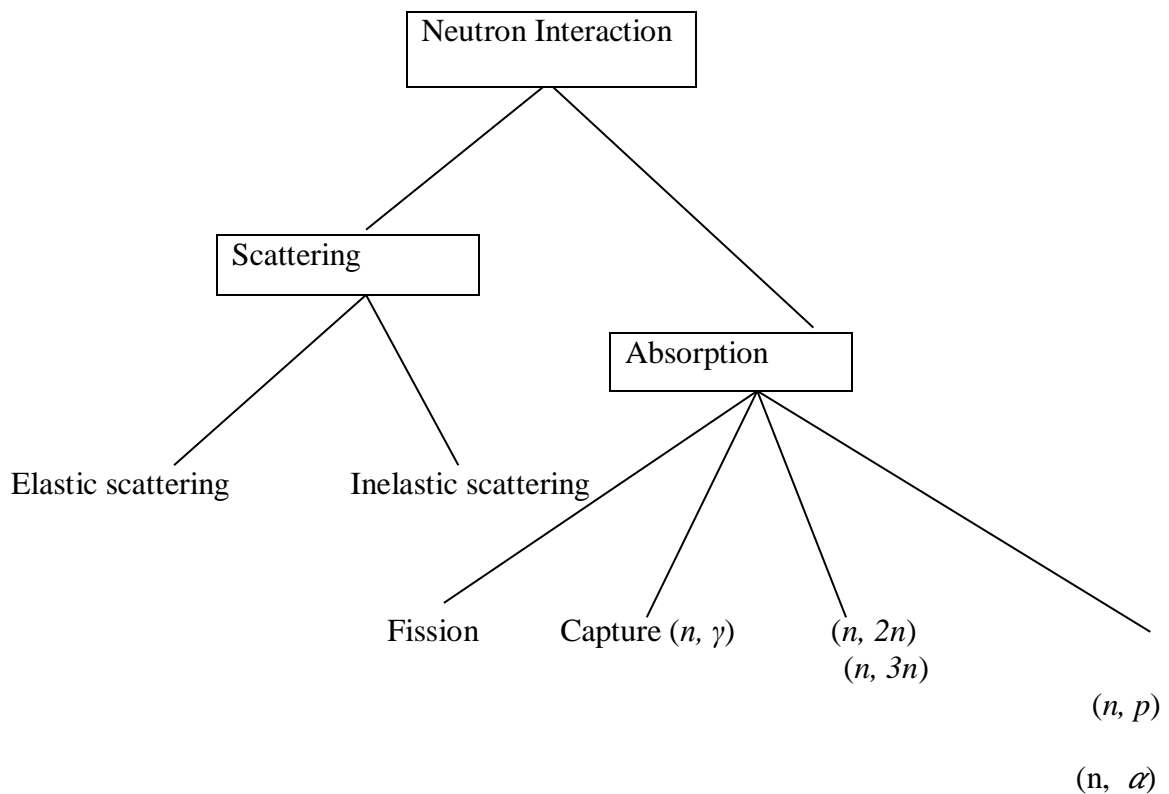 Neutron Interaction
Scattering
Absorption
Elastic scattering
Inelastic scattering
Fission
Capture (n, γ)
(n, 2n)
(n, 3n)
(n, p)
(n, α)